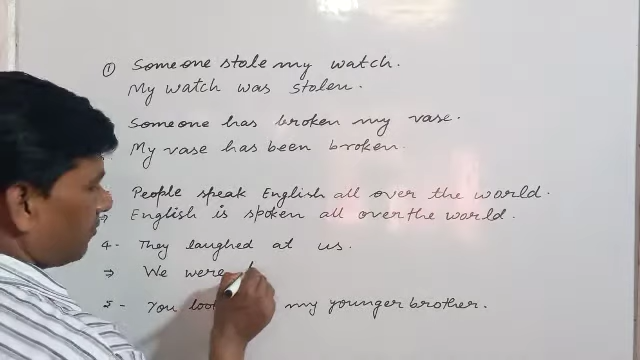 ① Someone stole my watch.
My watch was stolen.
Someone has broken my vase.
My vase has been broken.
People speak English all over the world.
⇒ English is spoken all over the world.
4- They laughed at us.
⇒ We were
5- You my younger brother.